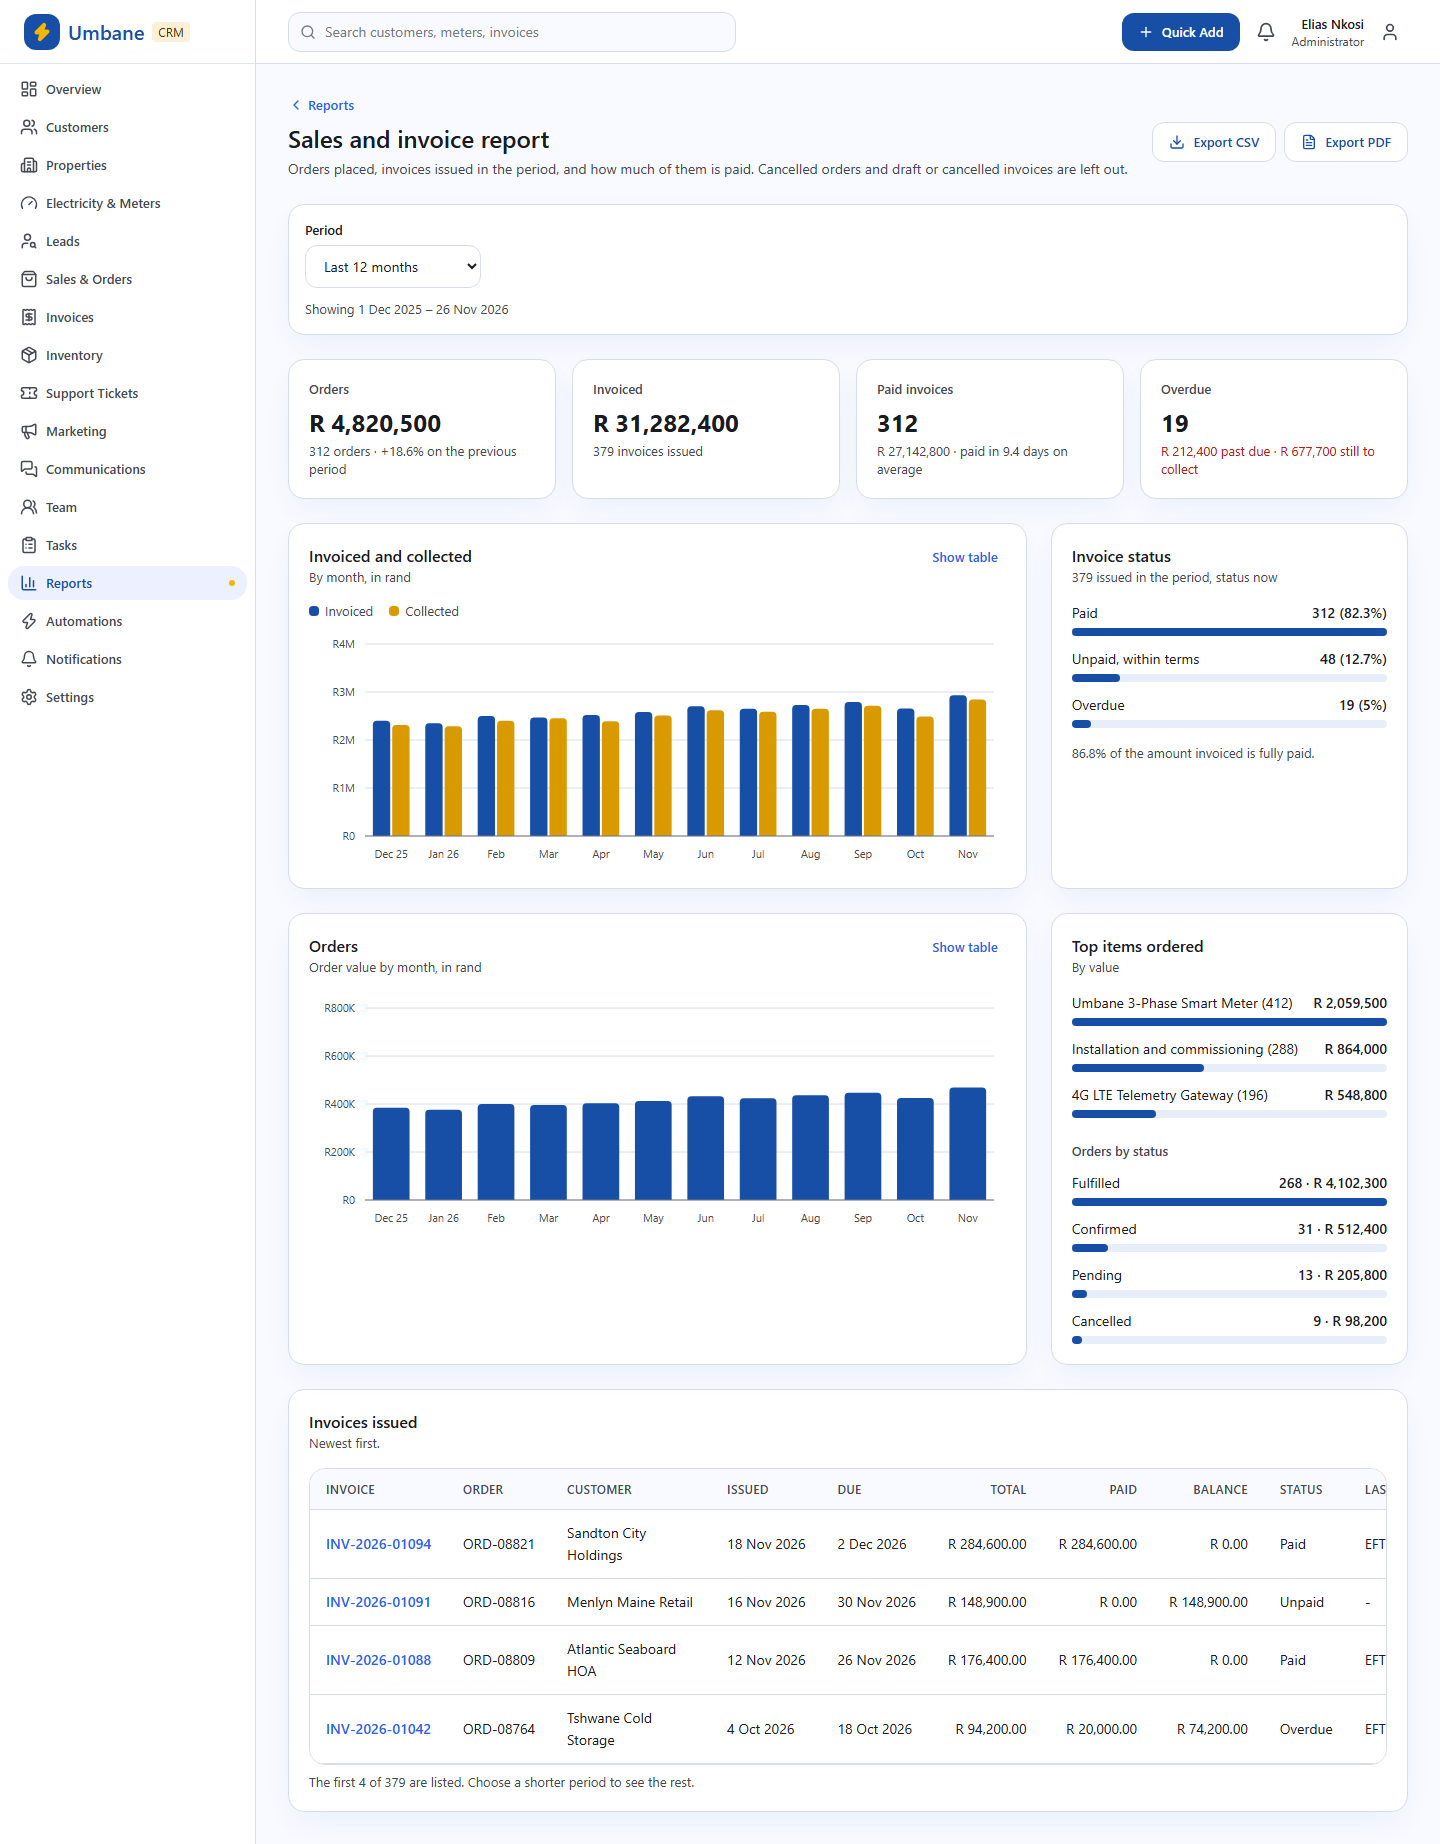 Umbane CRM
Search customers, meters, invoices
Quick Add
Elias Nkosi
Administrator
Overview
Customers
Properties
Electricity & Meters
Leads
Sales & Orders
Invoices
Inventory
Support Tickets
Marketing
Communications
Team
Tasks
Reports
Automations
Notifications
Settings
Reports
Sales and invoice report
Orders placed, invoices issued in the period, and how much of them is paid. Cancelled orders and draft or cancelled invoices are left out.
Export CSV
Export PDF
Period
Last 12 months
Showing 1 Dec 2025 – 26 Nov 2026
Orders
R 4,820,500
312 orders · +18.6% on the previous
period
Invoiced
R 31,282,400
379 invoices issued
Paid invoices
312
R 27,142,800 · paid in 9.4 days on
average
Overdue
19
R 212,400 past due · R 677,700 still to
collect
Invoiced and collected
Show table
By month, in rand
Invoiced Collected
R4M
R3M
R2M
R1M
R0
Dec 25 Jan 26 Feb Mar Apr May Jun Jul Aug Sep Oct Nov
Invoice status
379 issued in the period, status now
Paid 312 (82.3%)
Unpaid, within terms 48 (12.7%)
Overdue 19 (5%)
86.8% of the amount invoiced is fully paid.
Orders
Show table
Order value by month, in rand
R800K
R600K
R400K
R200K
R0
Dec 25 Jan 26 Feb Mar Apr May Jun Jul Aug Sep Oct Nov
Top items ordered
By value
Umbane 3-Phase Smart Meter (412) R 2,059,500
Installation and commissioning (288) R 864,000
4G LTE Telemetry Gateway (196) R 548,800
Orders by status
Fulfilled 268 · R 4,102,300
Confirmed 31 · R 512,400
Pending 13 · R 205,800
Cancelled 9 · R 98,200
Invoices issued
Newest first.
INVOICE ORDER CUSTOMER ISSUED DUE TOTAL PAID BALANCE STATUS LAS
INV-2026-01094 ORD-08821 Sandton City Holdings 18 Nov 2026 2 Dec 2026 R 284,600.00 R 284,600.00 R 0.00 Paid EFT
INV-2026-01091 ORD-08816 Menlyn Maine Retail 16 Nov 2026 30 Nov 2026 R 148,900.00 R 0.00 R 148,900.00 Unpaid -
INV-2026-01088 ORD-08809 Atlantic Seaboard HOA 12 Nov 2026 26 Nov 2026 R 176,400.00 R 176,400.00 R 0.00 Paid EFT
INV-2026-01042 ORD-08764 Tshwane Cold Storage 4 Oct 2026 18 Oct 2026 R 94,200.00 R 20,000.00 R 74,200.00 Overdue EFT
The first 4 of 379 are listed. Choose a shorter period to see the rest.